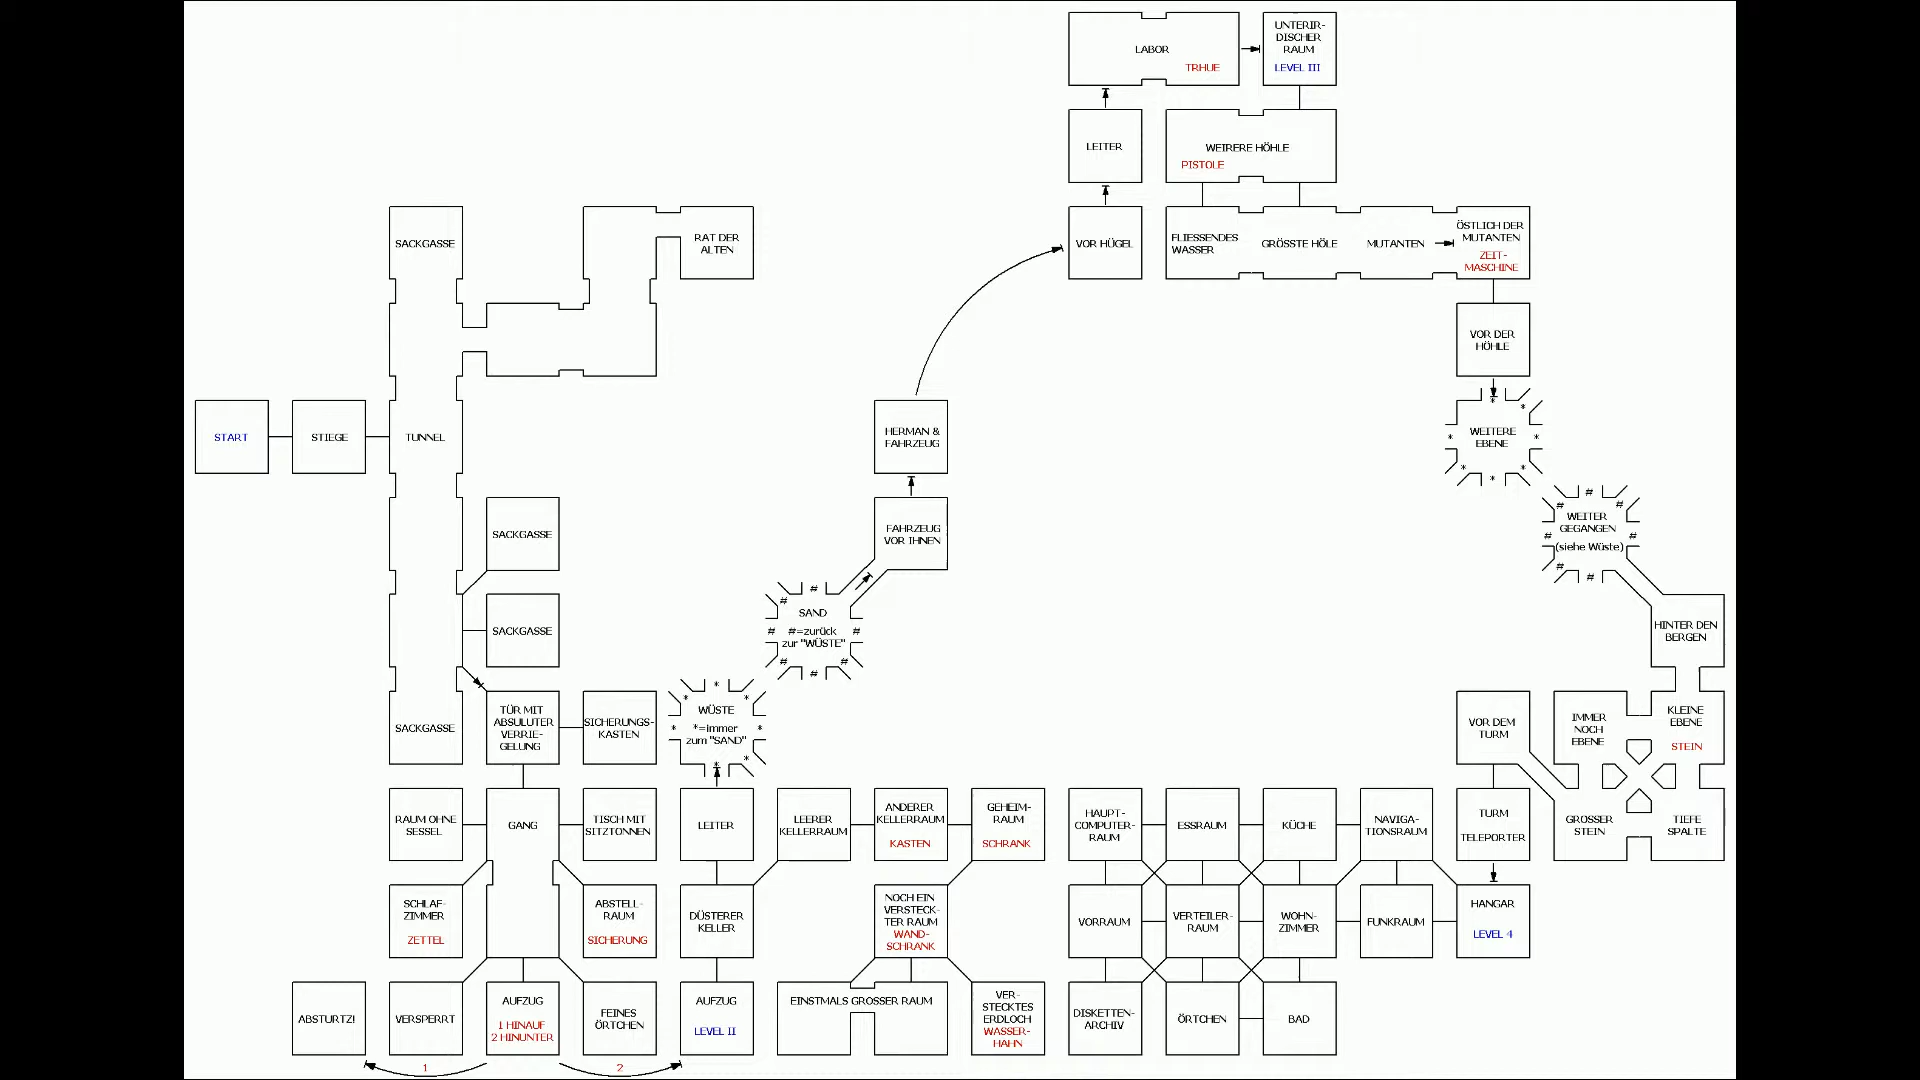 LABOR
TRHUE
UNTERIR-
DISCHER
RAUM
LEVEL III
LEITER
WEIRERE HÖHLE
PISTOLE
SACKGASSE
RAT DER
ALTEN
VOR HÜGEL
FLIESSENDES
WASSER
GRÖSSTE HÖLE
MUTANTEN
ÖSTLICH DER
MUTANTEN
ZEIT-
MASCHINE
VOR DER
HÖHLE
START
STIEGE
TUNNEL
HERMAN &
FAHRZEUG
*
*
* WEITERE *
EBENE
* *
*
SACKGASSE
FAHRZEUG
VOR IHNEN
#
# #
WEITER
GEGANGEN
# #
(siehe Wüste)
# #
SACKGASSE
#
#
SAND
# #=zurück #
zur "WÜSTE"
# #
#
HINTER DEN
BERGEN
SACKGASSE
TÜR MIT
ABSULUTER
VERRIE-
GELUNG
SICHERUNGS-
KASTEN
*
* *
WÜSTE
* *=immer *
zum "SAND"
* *
VOR DEM
TURM
IMMER
NOCH
EBENE
KLEINE
EBENE
STEIN
RAUM OHNE
SESSEL
GANG
TISCH MIT
SITZTONNEN
LEITER
LEERER
KELLERRAUM
ANDERER
KELLERRAUM
KASTEN
GEHEIM-
RAUM
SCHRANK
HAUPT-
COMPUTER-
RAUM
ESSRAUM
KÜCHE
NAVIGA-
TIONSRAUM
TURM
TELEPORTER
GROSSER
STEIN
TIEFE
SPALTE
SCHLAF-
ZIMMER
ZETTEL
ABSTELL-
RAUM
SICHERUNG
DÜSTERER
KELLER
NOCH EIN
VERSTECK-
TER RAUM
WAND-
SCHRANK
VORRAUM
VERTEILER-
RAUM
WOHN-
ZIMMER
FUNKRAUM
HANGAR
LEVEL 4
ABSTURTZ!
VERSPERRT
AUFZUG
1 HINAUF
2 HINUNTER
FEINES
ÖRTCHEN
AUFZUG
LEVEL II
EINSTMALS GROSSER RAUM
VER-
STECKTES
ERDLOCH
WASSER-
HAHN
DISKETTEN-
ARCHIV
ÖRTCHEN
BAD
1
2